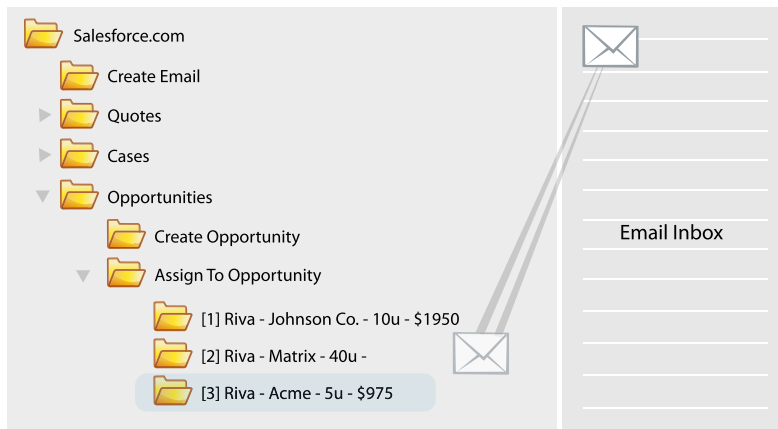 Salesforce.com
Create Email
Quotes
Cases
Opportunities
Create Opportunity
Assign To Opportunity
[1] Riva - Johnson Co. - 10u - $1950
[2] Riva - Matrix - 40u -
[3] Riva - Acme - 5u - $975
Email Inbox